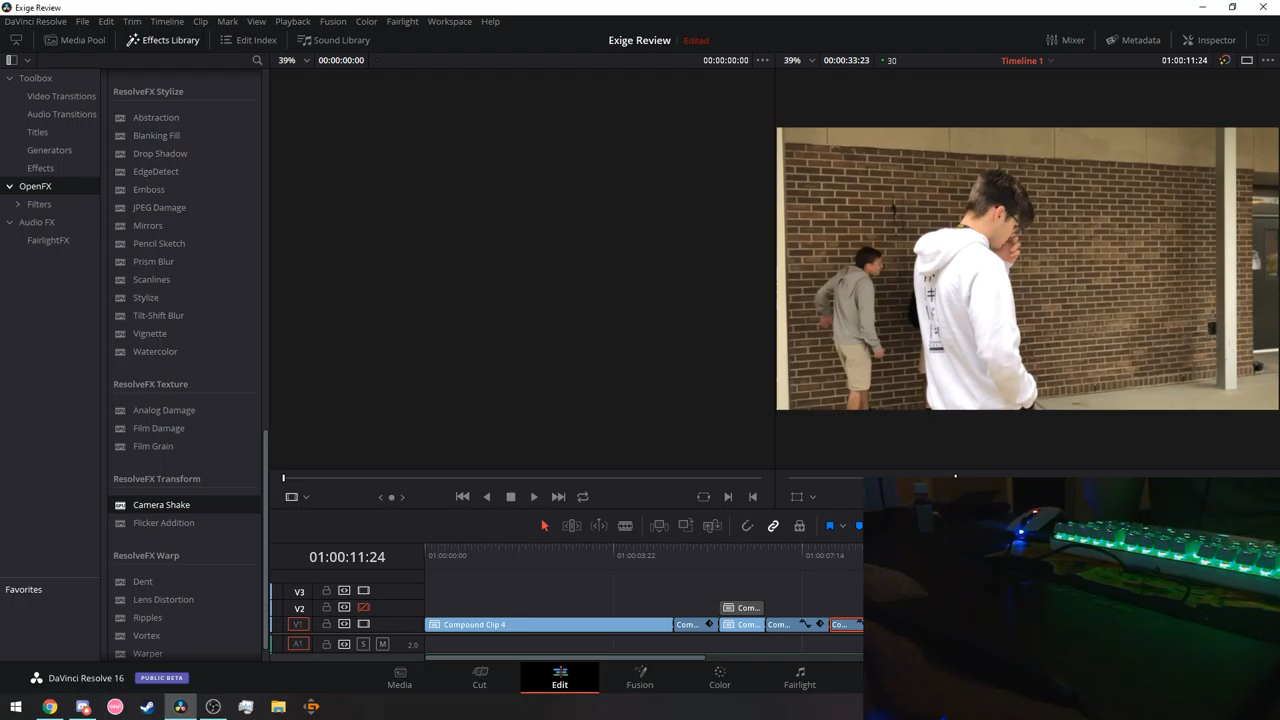 Exige Review
DaVinci Resolve File Edit Trim Timeline Clip Mark View Playback Fusion Color Fairlight Workspace Help
Media Pool Effects Library Edit Index Sound Library Exige Review Edited Mixer Metadata Inspector
39% 00:00:00:00 00:00:00:00 39% 00:00:33:23 30 Timeline 1 01:00:11:24
Toolbox
Video Transitions
Audio Transitions
Titles
Generators
Effects
OpenFX
Filters
Audio FX
FairlightFX
Favorites
ResolveFX Stylize
Abstraction
Blanking Fill
Drop Shadow
EdgeDetect
Emboss
JPEG Damage
Mirrors
Pencil Sketch
Prism Blur
Scanlines
Stylize
Tilt-Shift Blur
Vignette
Watercolor
ResolveFX Texture
Analog Damage
Film Damage
Film Grain
ResolveFX Transform
Camera Shake
Flicker Addition
ResolveFX Warp
Dent
Lens Distortion
Ripples
Vortex
Warper
01:00:11:24 01:00:00:00 01:00:03:22 01:00:07:14
V3
V2 Com...
V1 Compound Clip 4 Com... Com... Com... Co...
A1 S M 2.0
DaVinci Resolve 16 PUBLIC BETA Media Cut Edit Fusion Color Fairlight